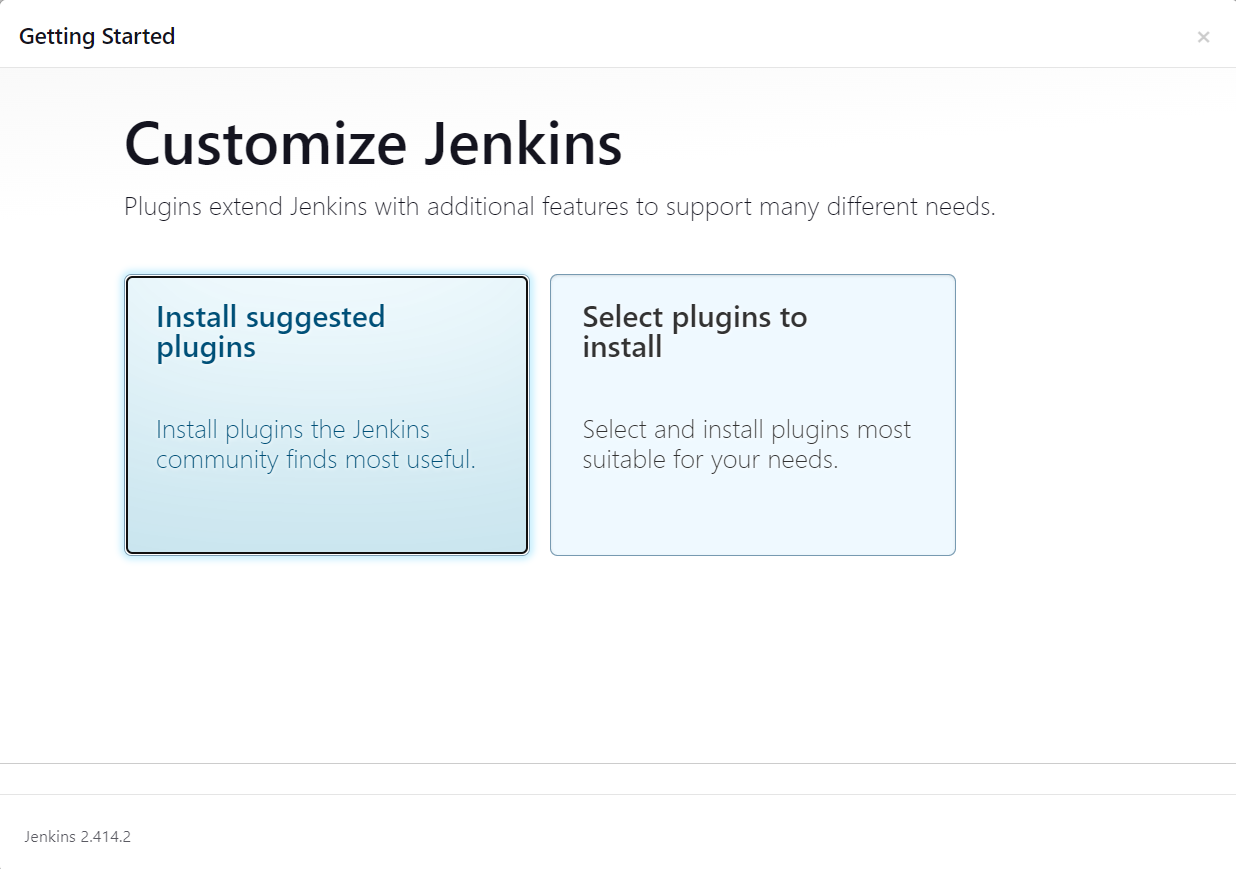 Getting Started
×
Customize Jenkins
Plugins extend Jenkins with additional features to support many different needs.
Install suggested
plugins
Install plugins the Jenkins
community finds most useful.
Select plugins to
install
Select and install plugins most
suitable for your needs.
Jenkins 2.414.2